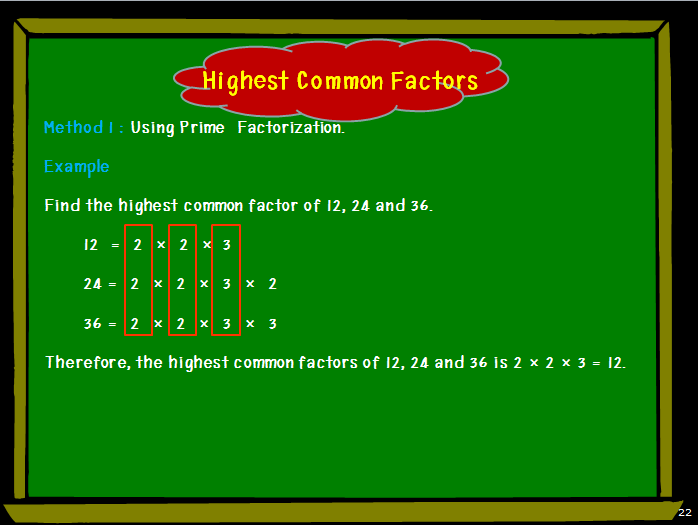 Highest Common Factors
Method 1 : Using Prime Factorization.
Example
Find the highest common factor of 12, 24 and 36.
12 = 2 × 2 × 3
24 = 2 × 2 × 3 × 2
36 = 2 × 2 × 3 × 3
Therefore, the highest common factors of 12, 24 and 36 is 2 × 2 × 3 = 12.
22